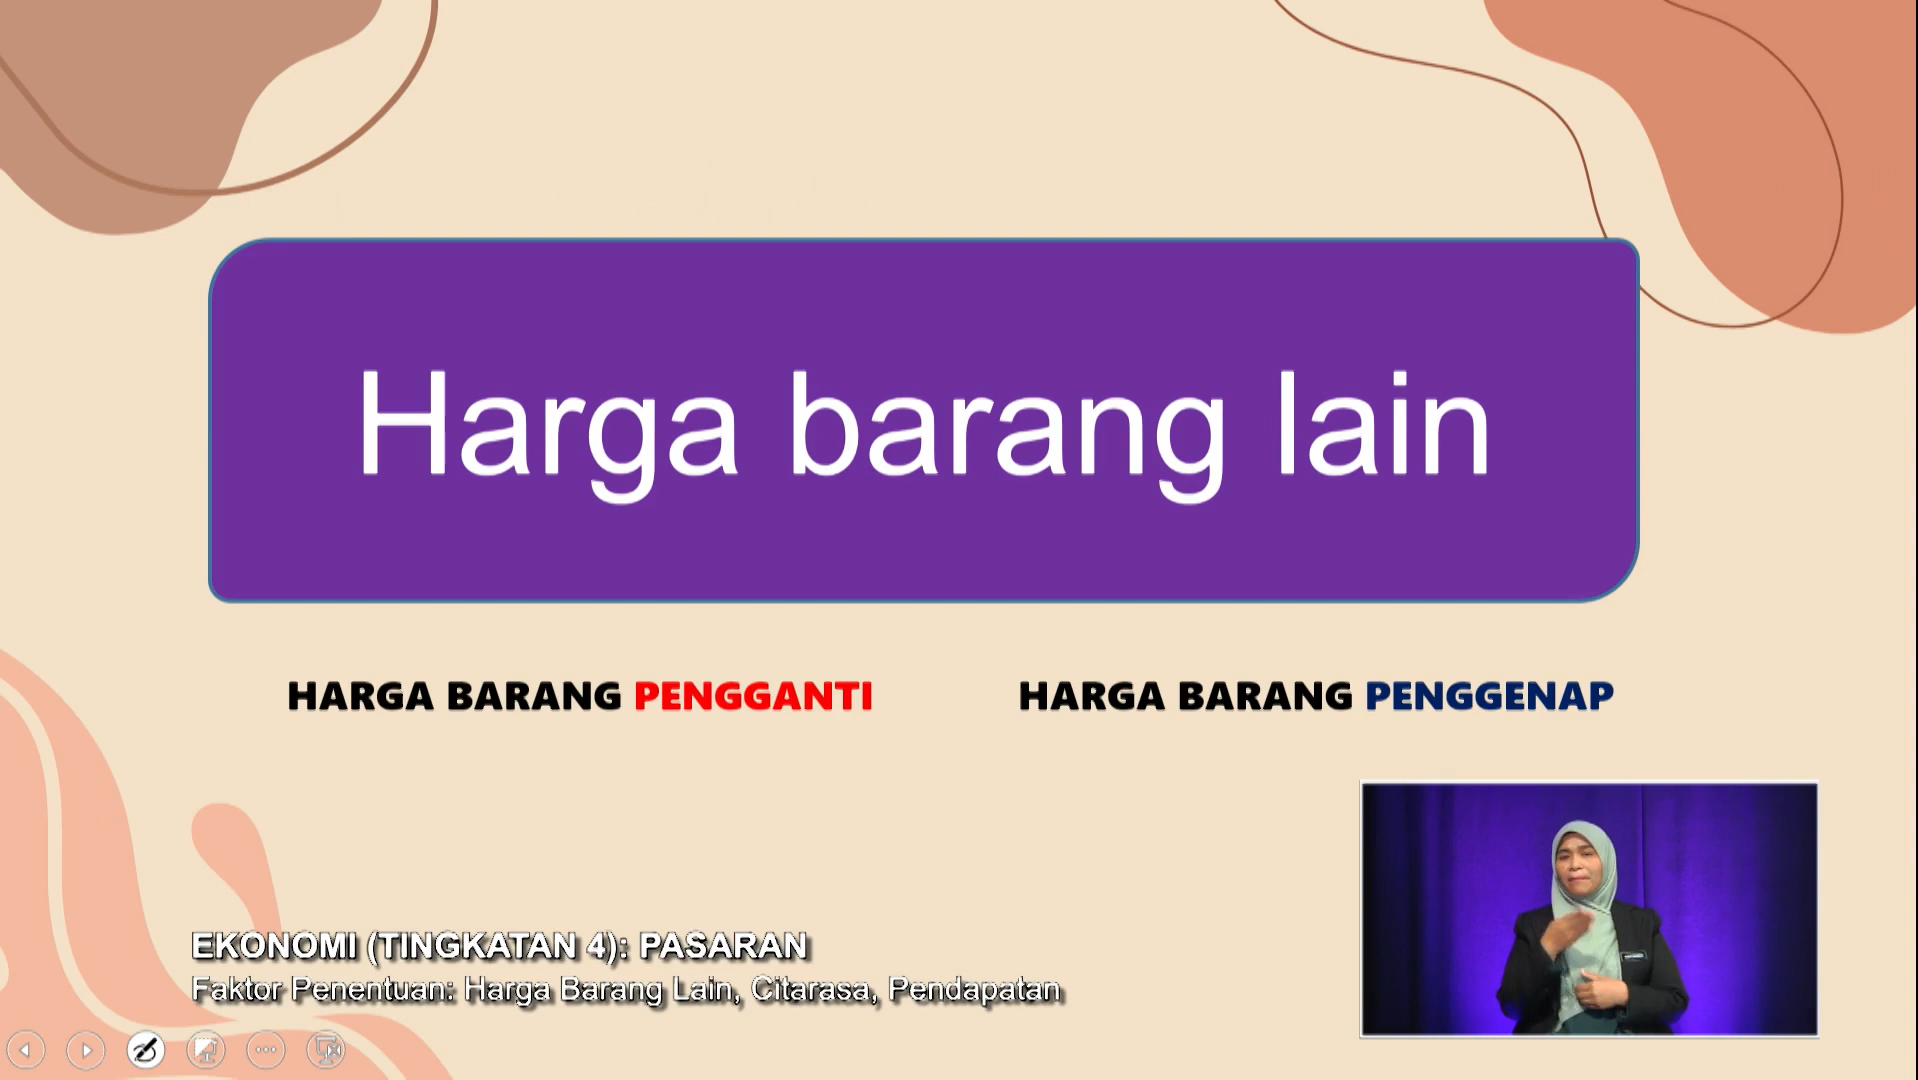 Harga barang lain
HARGA BARANG PENGGANTI
HARGA BARANG PENGGENAP
EKONOMI (TINGKATAN 4): PASARAN
Faktor Penentuan: Harga Barang Lain, Citarasa, Pendapatan